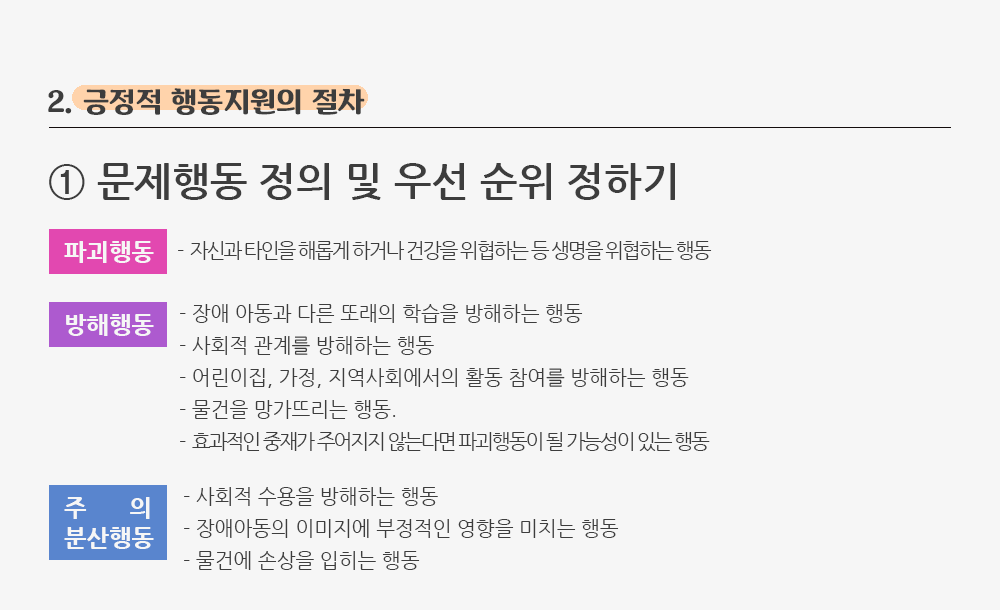 2. 긍정적 행동지원의 절차
① 문제행동 정의 및 우선 순위 정하기
파괴행동 - 자신과 타인을 해롭게 하거나 건강을 위협하는 등 생명을 위협하는 행동
방해행동 - 장애 아동과 다른 또래의 학습을 방해하는 행동
- 사회적 관계를 방해하는 행동
- 어린이집, 가정, 지역사회에서의 활동 참여를 방해하는 행동
- 물건을 망가뜨리는 행동.
- 효과적인 중재가 주어지지 않는다면 파괴행동이 될 가능성이 있는 행동
주 의
분산행동
- 사회적 수용을 방해하는 행동
- 장애아동의 이미지에 부정적인 영향을 미치는 행동
- 물건에 손상을 입히는 행동